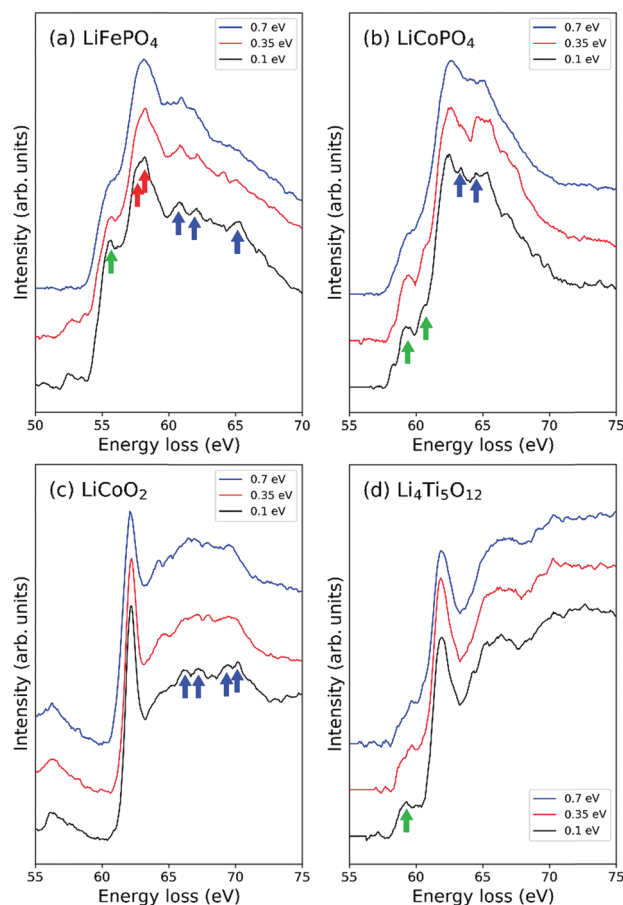 (a) LiFePO₄
0.7 eV
0.35 eV
0.1 eV
Intensity (arb. units)
50 55 60 65 70
Energy loss (eV)
(b) LiCoPO₄
0.7 eV
0.35 eV
0.1 eV
Intensity (arb. units)
55 60 65 70 75
Energy loss (eV)
(c) LiCoO₂
0.7 eV
0.35 eV
0.1 eV
Intensity (arb. units)
55 60 65 70 75
Energy loss (eV)
(d) Li₄Ti₅O₁₂
Intensity (arb. units)
0.7 eV
0.35 eV
0.1 eV
55 60 65 70 75
Energy loss (eV)